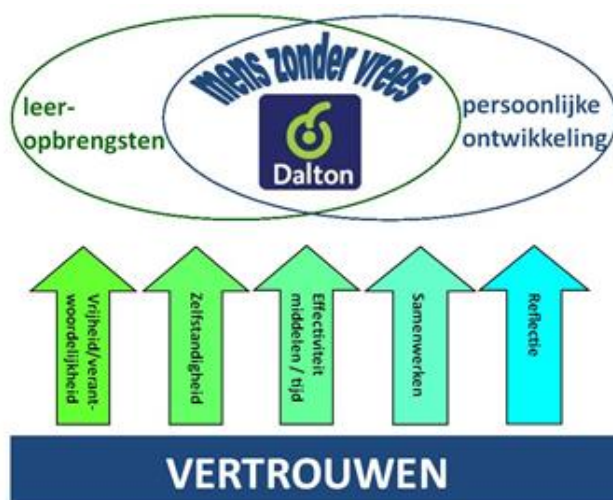 mens zonder vrees
leer-
opbrengsten
persoonlijke
ontwikkeling
Dalton
Vrijheid/verant-
woordelijkheid
Zelfstandigheid
Effectiviteit
middelen / tijd
Samenwerken
Reflectie
VERTROUWEN